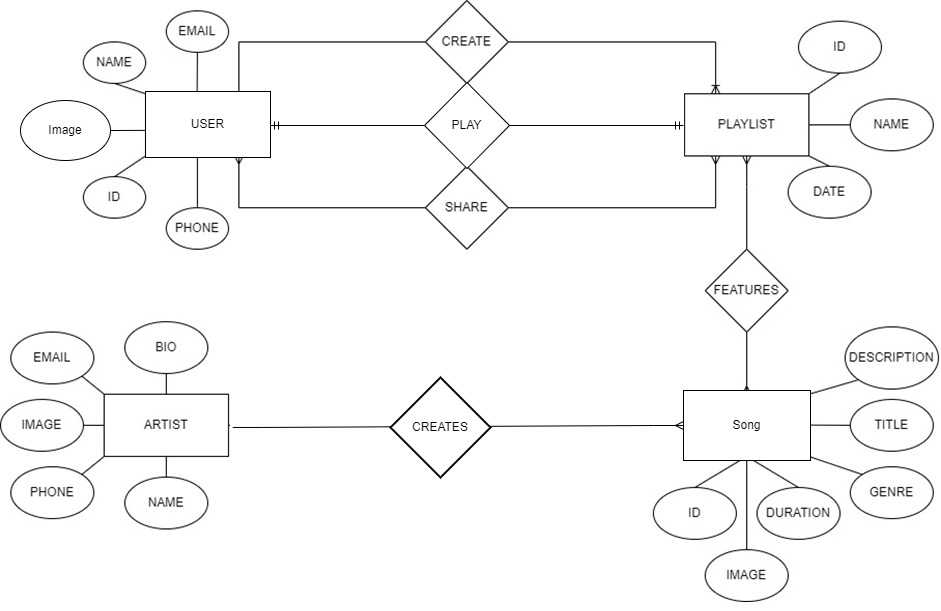 EMAIL
CREATE
ID
NAME
Image
USER
PLAY
PLAYLIST
NAME
ID
DATE
SHARE
PHONE
FEATURES
BIO
EMAIL
DESCRIPTION
IMAGE
ARTIST
CREATES
Song
TITLE
PHONE
NAME
GENRE
ID
DURATION
IMAGE